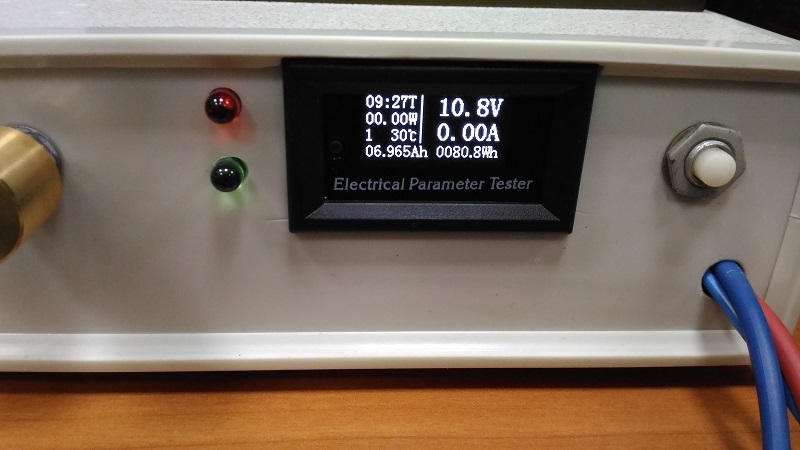 09:27T 10.8V
00.00W
1 30℃ 0.00A
06.965Ah 0080.8Wh
Electrical Parameter Tester